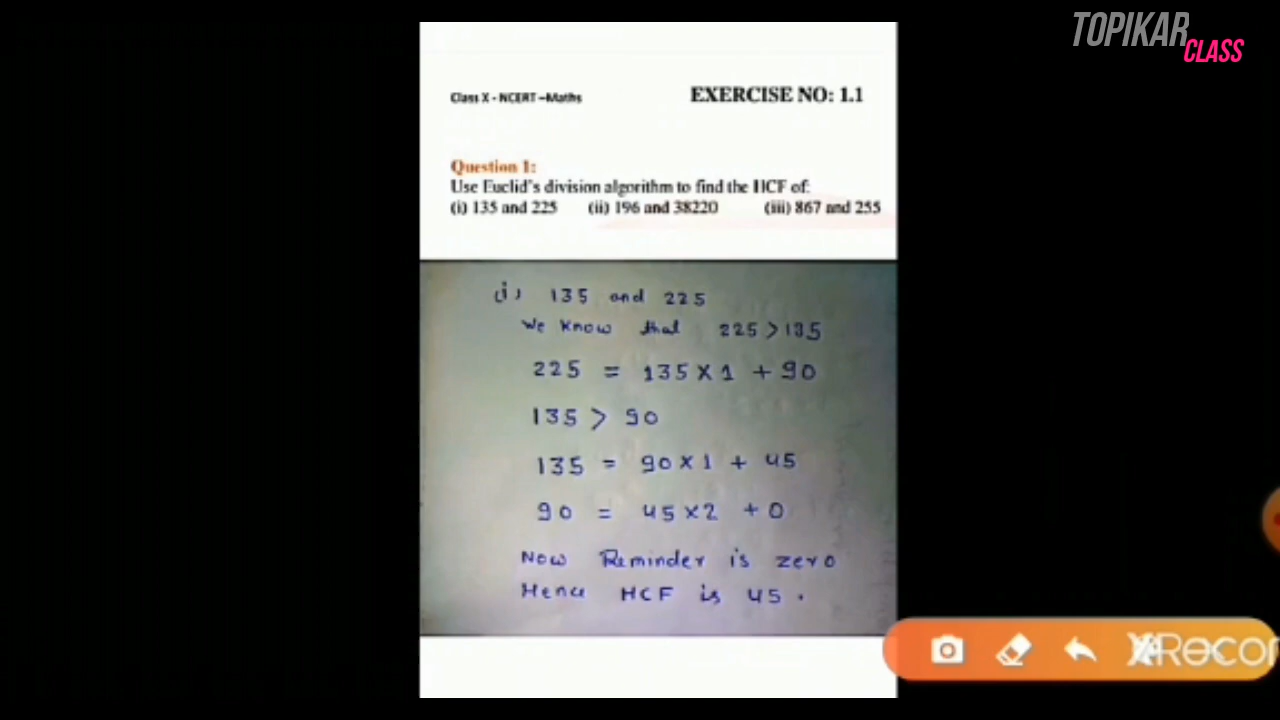 TOPIKAR
CLASS
Class X - NCERT –Maths
EXERCISE NO: 1.1
Question 1:
Use Euclid's division algorithm to find the HCF of:
(i) 135 and 225 (ii) 196 and 38220 (iii) 867 and 255
(i) 135 and 225
We know that 225 > 135
225 = 135 X 1 + 90
135 > 90
135 = 90 X 1 + 45
90 = 45 X 2 + 0
Now Reminder is zero
Hence HCF is 45 .